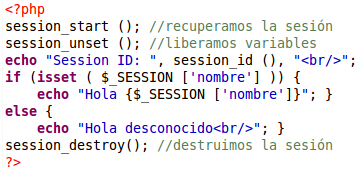 <?php
session_start (); //recuperamos la sesión
session_unset (); //liberamos variables
echo "Session ID: ", session_id (), "<br/>";
if (isset ( $_SESSION ['nombre'] )) {
    echo "Hola {$_SESSION ['nombre']}"; }
else {
    echo "Hola desconocido<br/>"; }
session_destroy(); //destruimos la sesión
?>